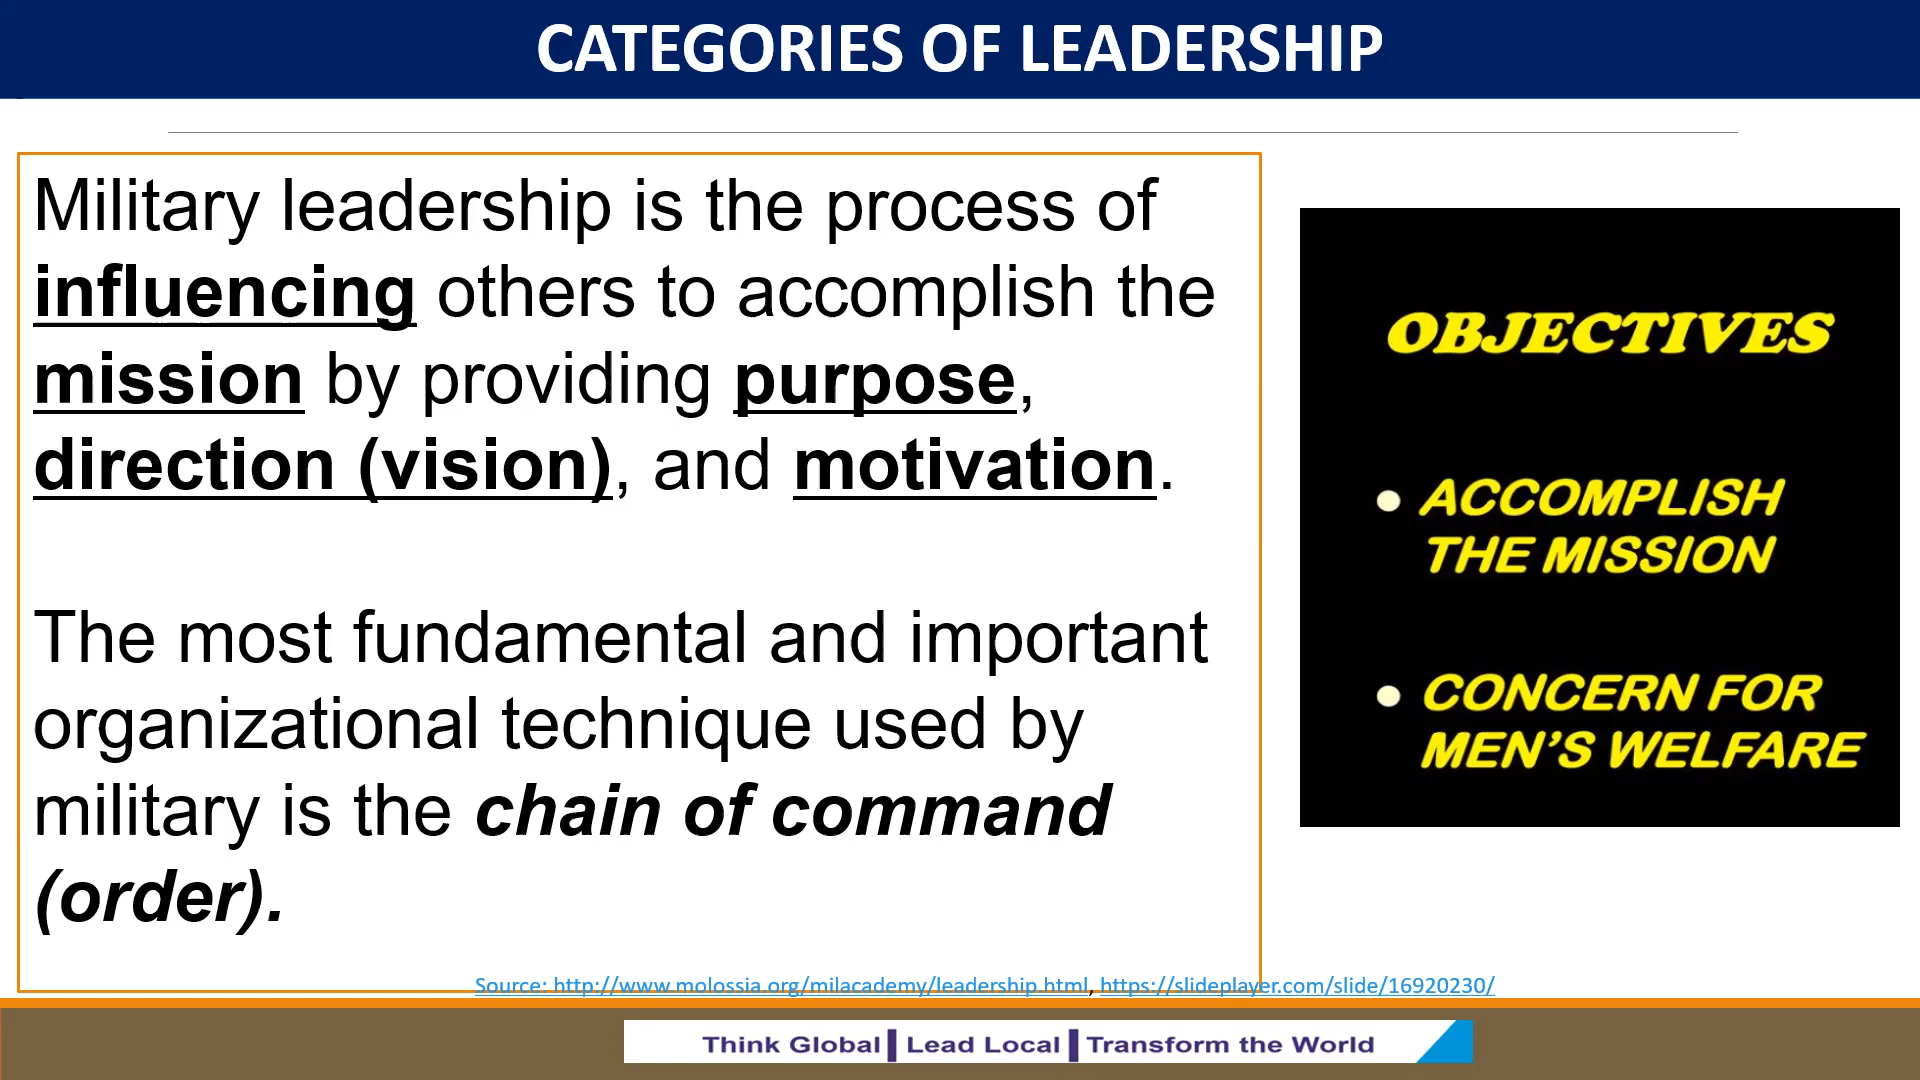 CATEGORIES OF LEADERSHIP
Military leadership is the process of
influencing others to accomplish the
mission by providing purpose,
direction (vision), and motivation.
The most fundamental and important
organizational technique used by
military is the chain of command
(order).
OBJECTIVES
• ACCOMPLISH
THE MISSION
• CONCERN FOR
MEN'S WELFARE
Source: http://www.molossia.org/milacademy/leadership.html, https://slideplayer.com/slide/16920230/
Think Global | Lead Local | Transform the World